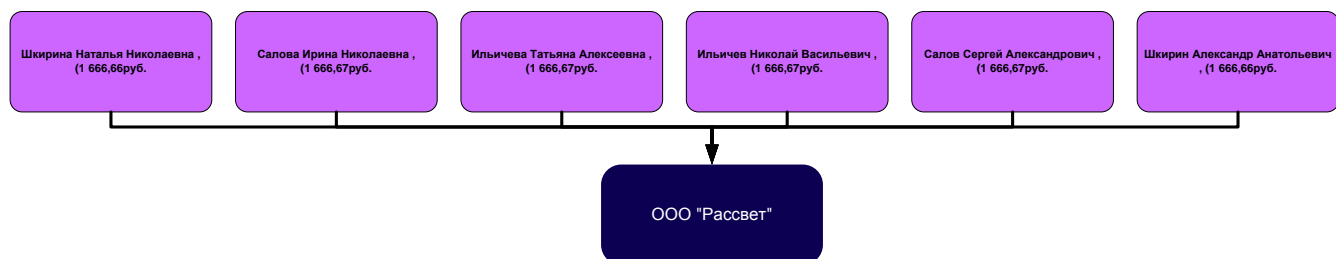 Шкирина Наталья Николаевна ,
(1 666,66руб.
Салова Ирина Николаевна ,
(1 666,67руб.
Ильичева Татьяна Алексеевна ,
(1 666,67руб.
Ильичев Николай Васильевич ,
(1 666,67руб.
Салов Сергей Александрович ,
(1 666,67руб.
Шкирин Александр Анатольевич
, (1 666,66руб.
ООО "Рассвет"